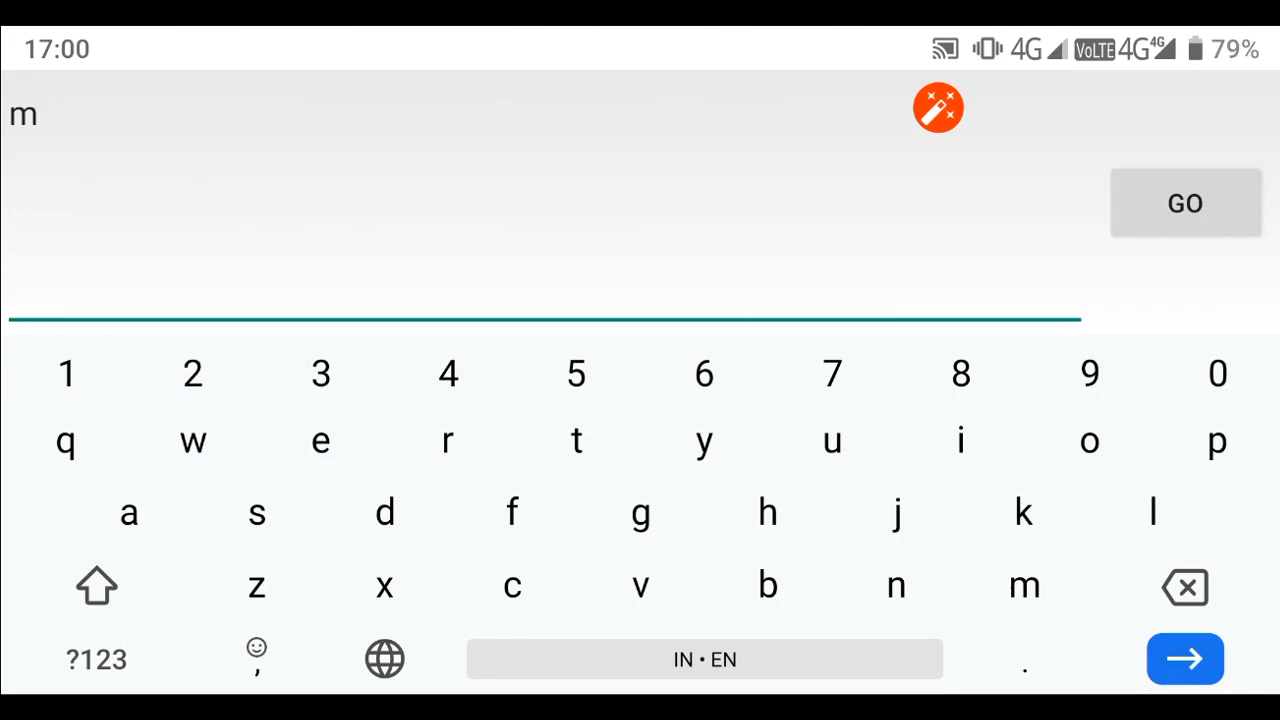 17:00 4G VoLTE 4G 4G 79%
m
GO
1 2 3 4 5 6 7 8 9 0
q w e r t y u i o p
a s d f g h j k l
z x c v b n m
?123 , IN • EN .